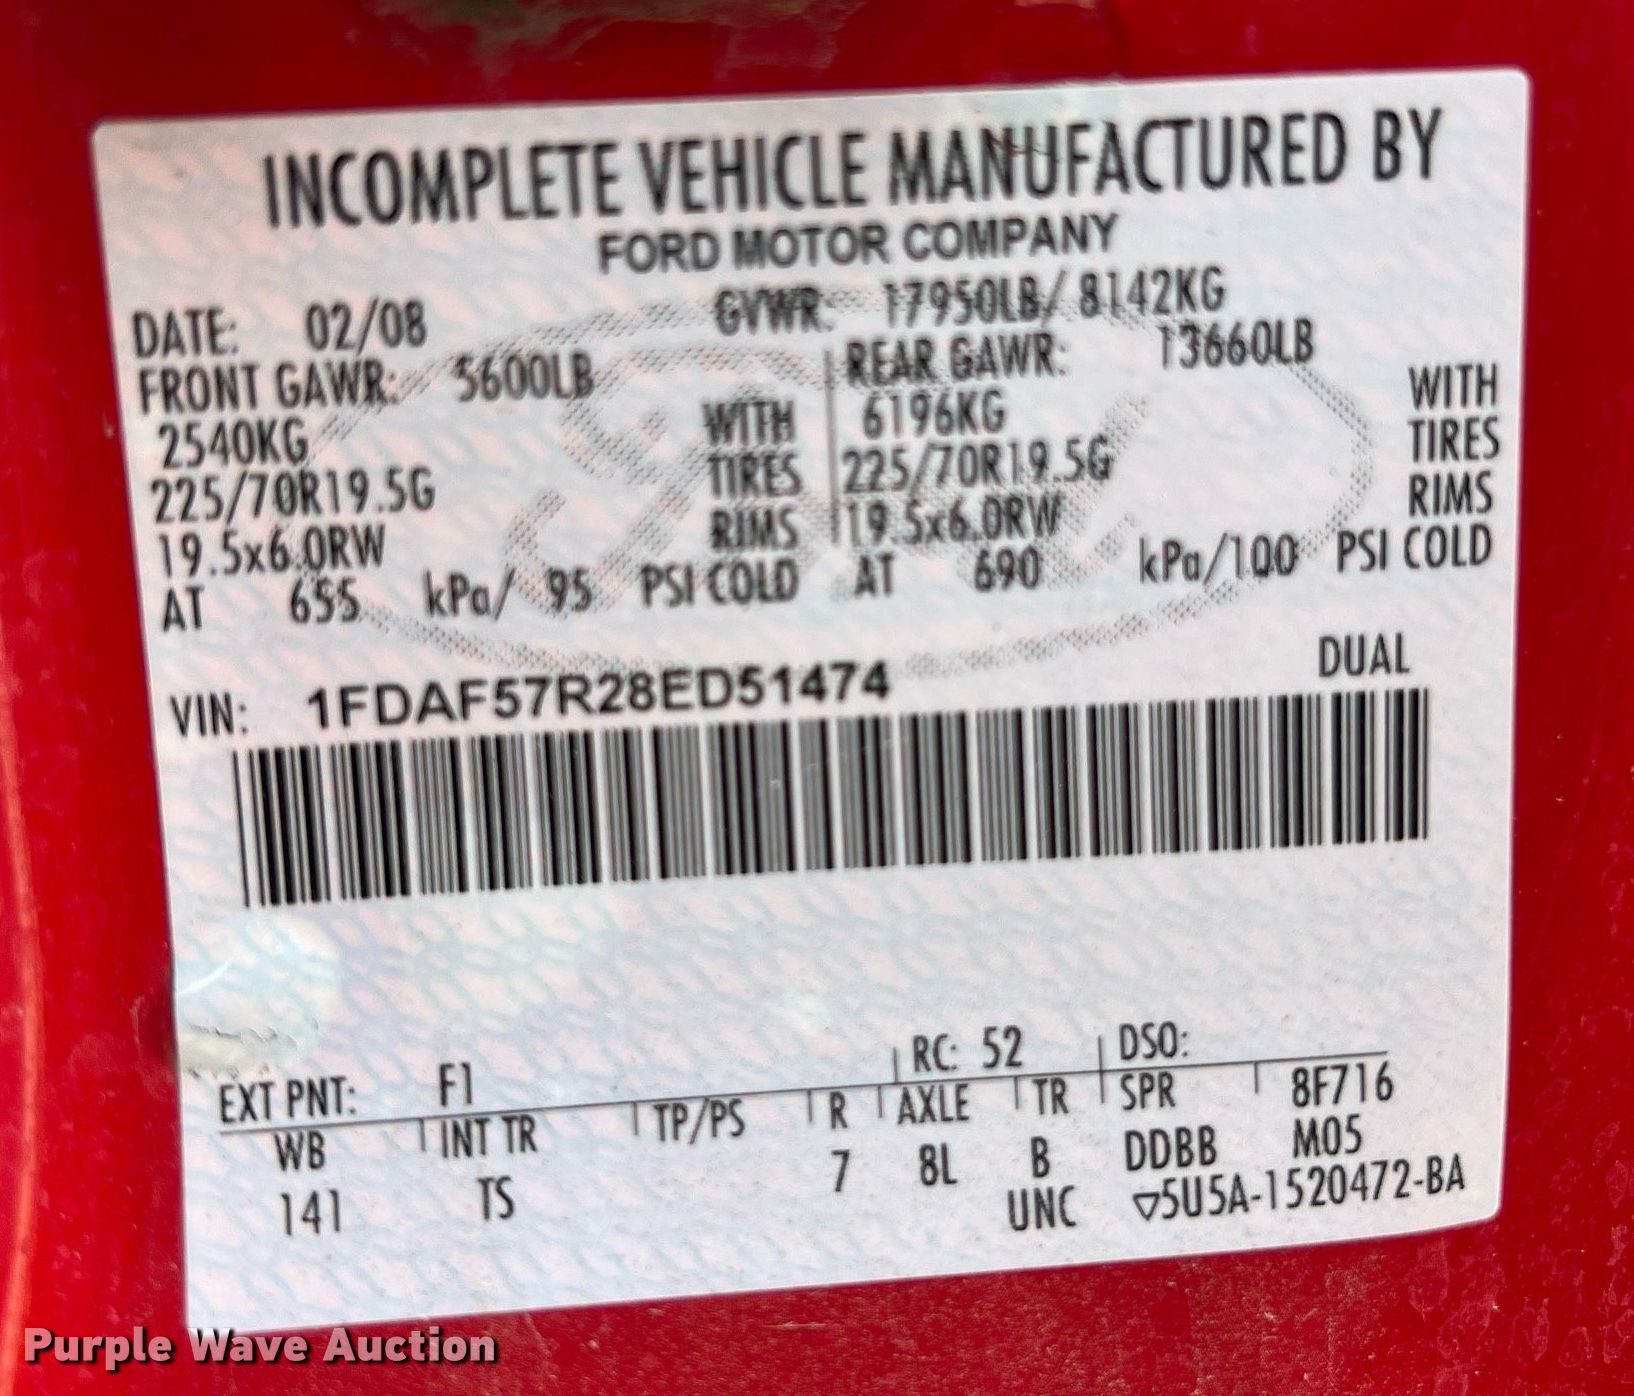 INCOMPLETE VEHICLE MANUFACTURED BY
FORD MOTOR COMPANY
DATE: 02/08 GVWR: 17950LB/ 8142KG
FRONT GAWR: 5600LB REAR GAWR: 13660LB
2540KG WITH 6196KG WITH
225/70R19.5G TIRES 225/70R19.5G TIRES
19.5x6.0RW RIMS 19.5x6.0RW RIMS
AT 655 kPa/ 95 PSI COLD AT 690 kPa/100 PSI COLD
VIN: 1FDAF57R28ED51474 DUAL
EXT PNT: F1 RC: 52 DSO:
WB INT TR TP/PS R AXLE TR SPR 8F716
141 TS 7 8L B DDBB M05
UNC ▽5U5A-1520472-BA
Purple Wave Auction